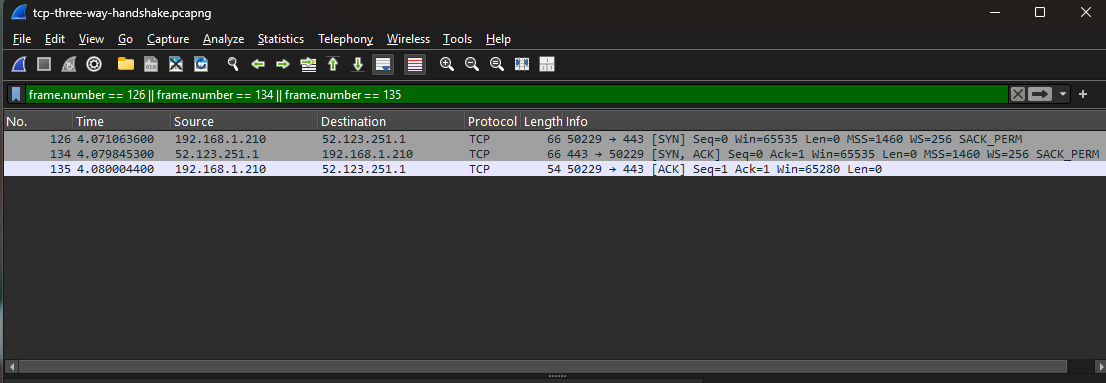 tcp-three-way-handshake.pcapng
File Edit View Go Capture Analyze Statistics Telephony Wireless Tools Help
frame.number == 126 || frame.number == 134 || frame.number == 135
No. Time Source Destination Protocol Length Info
126 4.071063600 192.168.1.210 52.123.251.1 TCP 66 50229 → 443 [SYN] Seq=0 Win=65535 Len=0 MSS=1460 WS=256 SACK_PERM
134 4.079845300 52.123.251.1 192.168.1.210 TCP 66 443 → 50229 [SYN, ACK] Seq=0 Ack=1 Win=65535 Len=0 MSS=1460 WS=256 SACK_PERM
135 4.080004400 192.168.1.210 52.123.251.1 TCP 54 50229 → 443 [ACK] Seq=1 Ack=1 Win=65280 Len=0